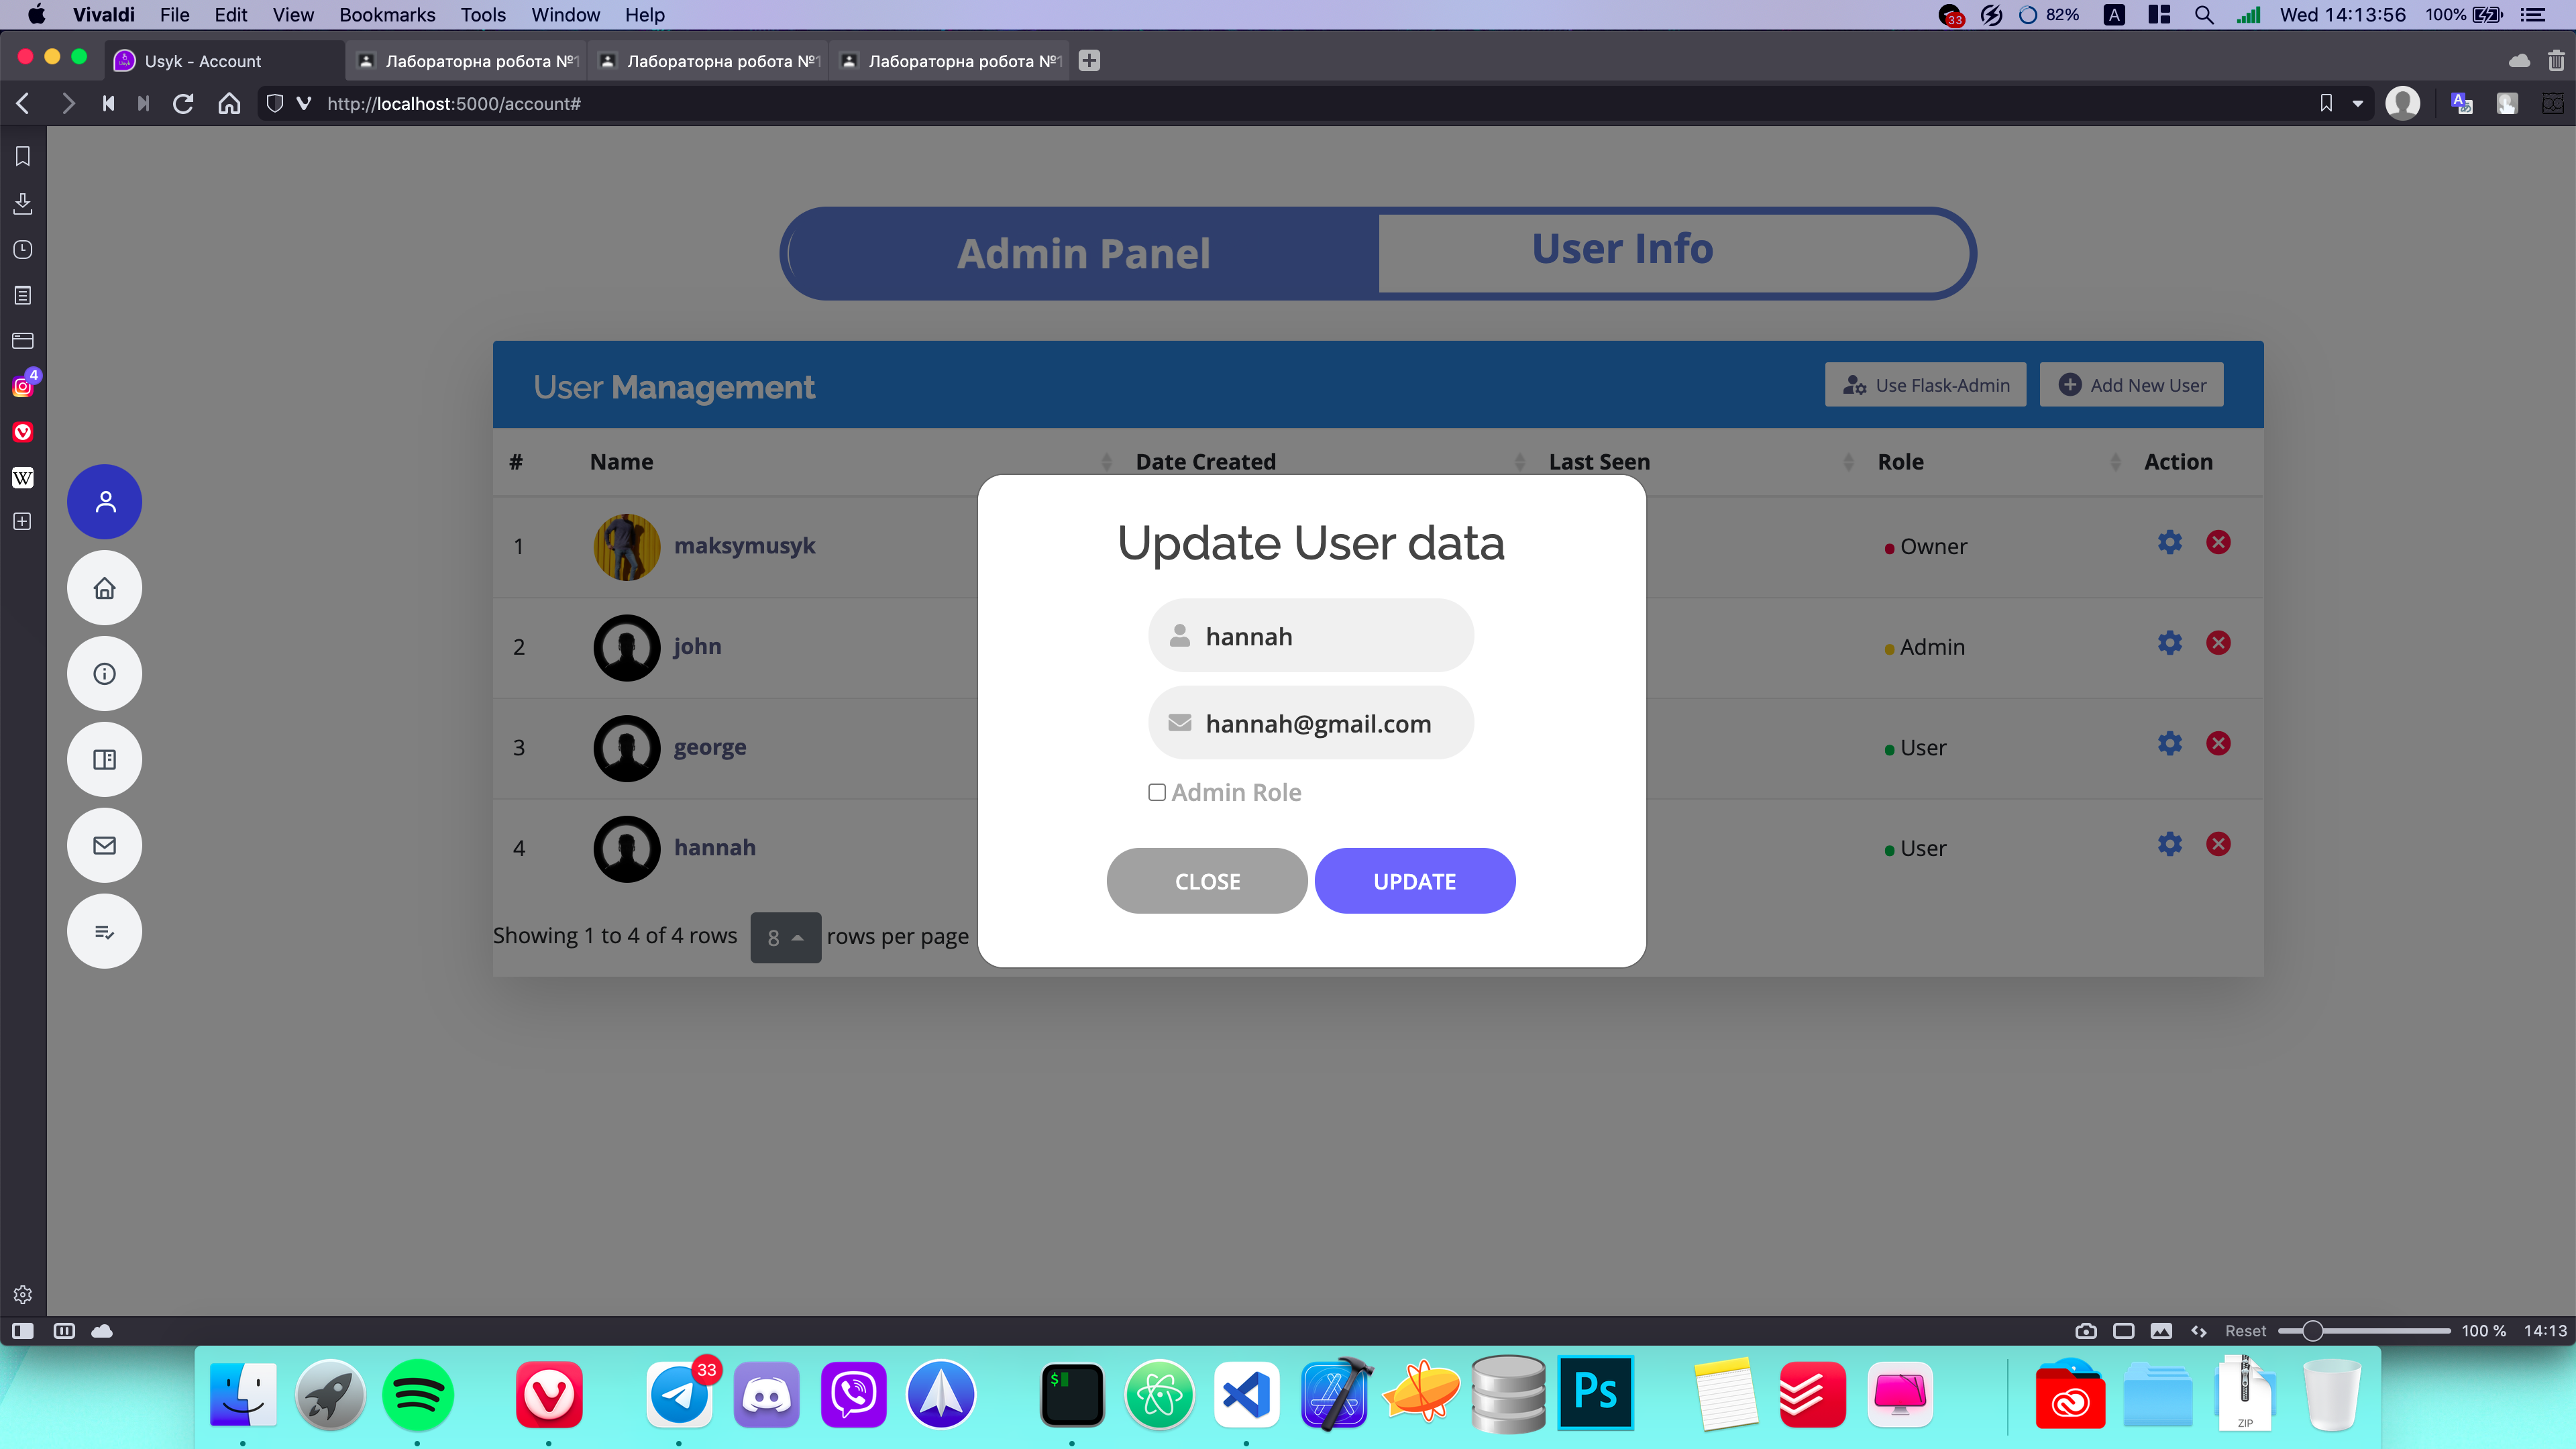 Vivaldi File Edit View Bookmarks Tools Window Help 33 82% A Wed 14:13:56 100%
Usyk - Account Лабораторна робота №1 Лабораторна робота №1 Лабораторна робота №1
http://localhost:5000/account#
Admin Panel User Info
User Management Use Flask-Admin Add New User
# Name Date Created Last Seen Role Action
1 maksymusyk Owner
2 john Admin
3 george User
4 hannah User
Showing 1 to 4 of 4 rows 8 rows per page
Update User data
hannah
hannah@gmail.com
Admin Role
CLOSE UPDATE
4
W
Reset 100 % 14:13
33
$
Ps
ZIP